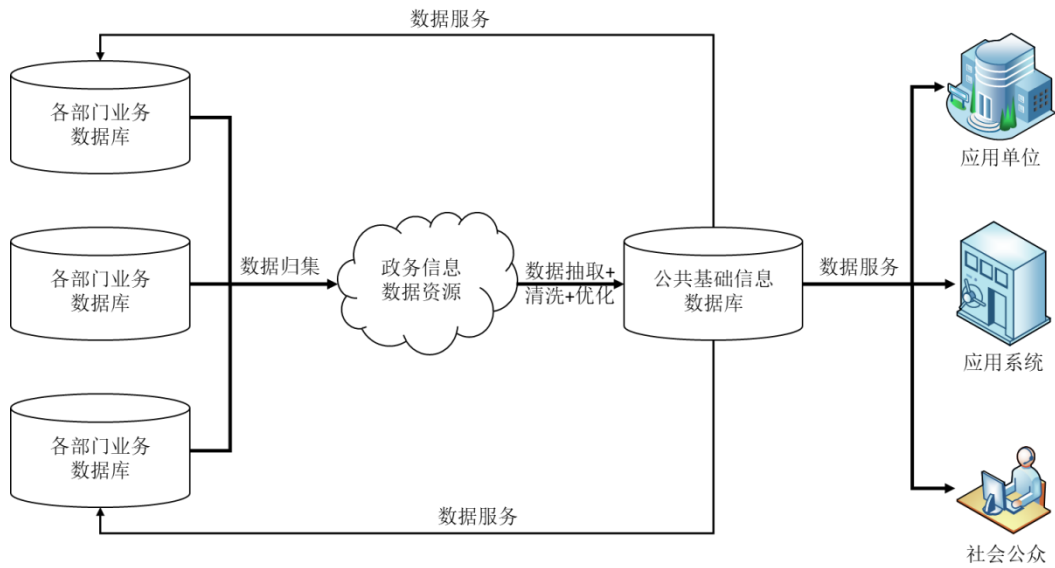 数据服务
各部门业务
数据库
应用单位
各部门业务
数据库
数据归集
政务信息
数据资源
数据抽取+
清洗+优化
公共基础信息
数据库
数据服务
应用系统
各部门业务
数据库
数据服务
社会公众